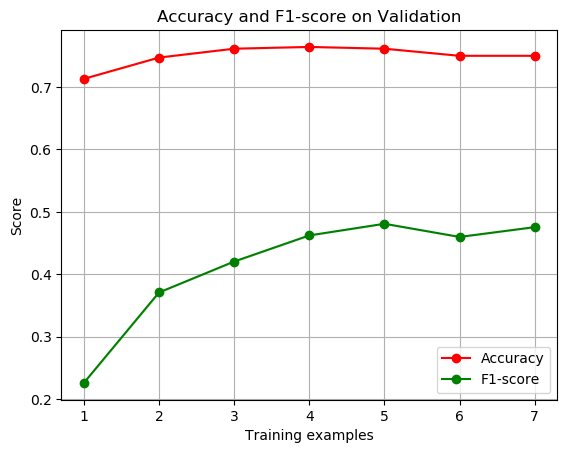 Accuracy and F1-score on Validation
Score
0.7
0.6
0.5
0.4
0.3
0.2
Accuracy
F1-score
1 2 3 4 5 6 7
Training examples